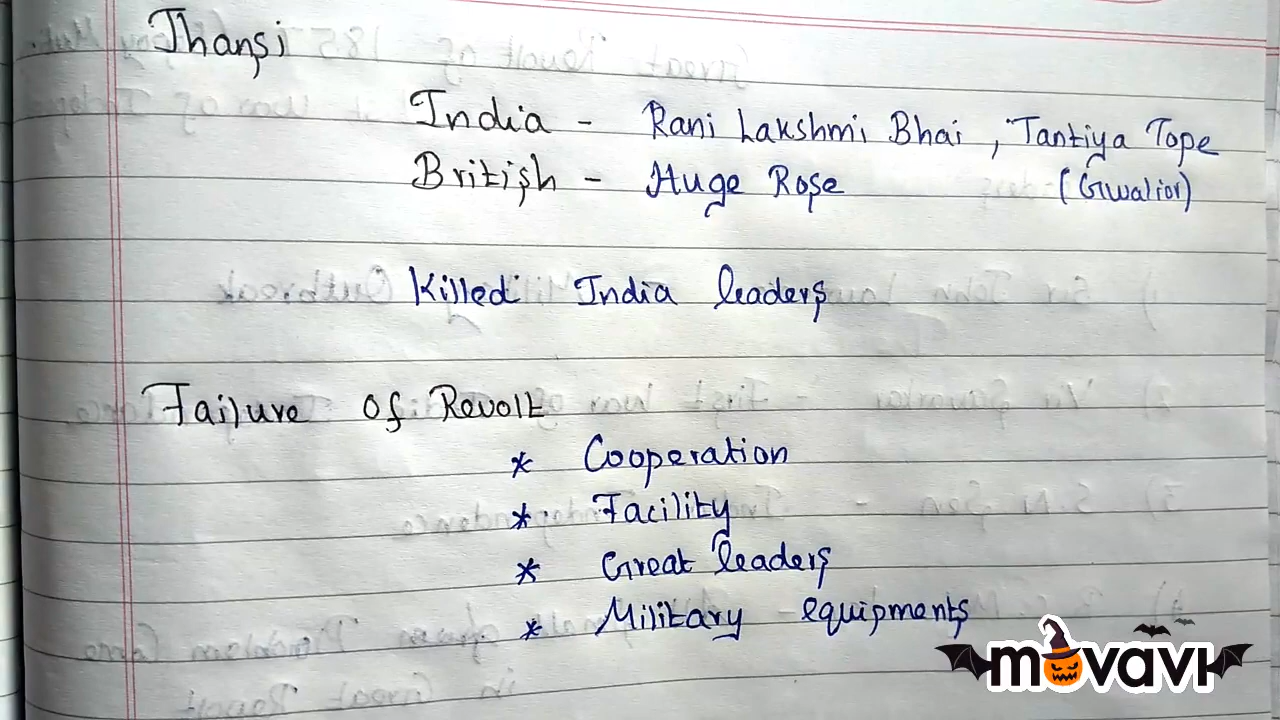 Jhansi
India - Rani Lakshmi Bhai , Tantiya Tope
British - Huge Rose (Gwalior)
Killed India leaders
Failure of Revolt
* Cooperation
* Facility
* Great leaders
* Military equipments
movavi